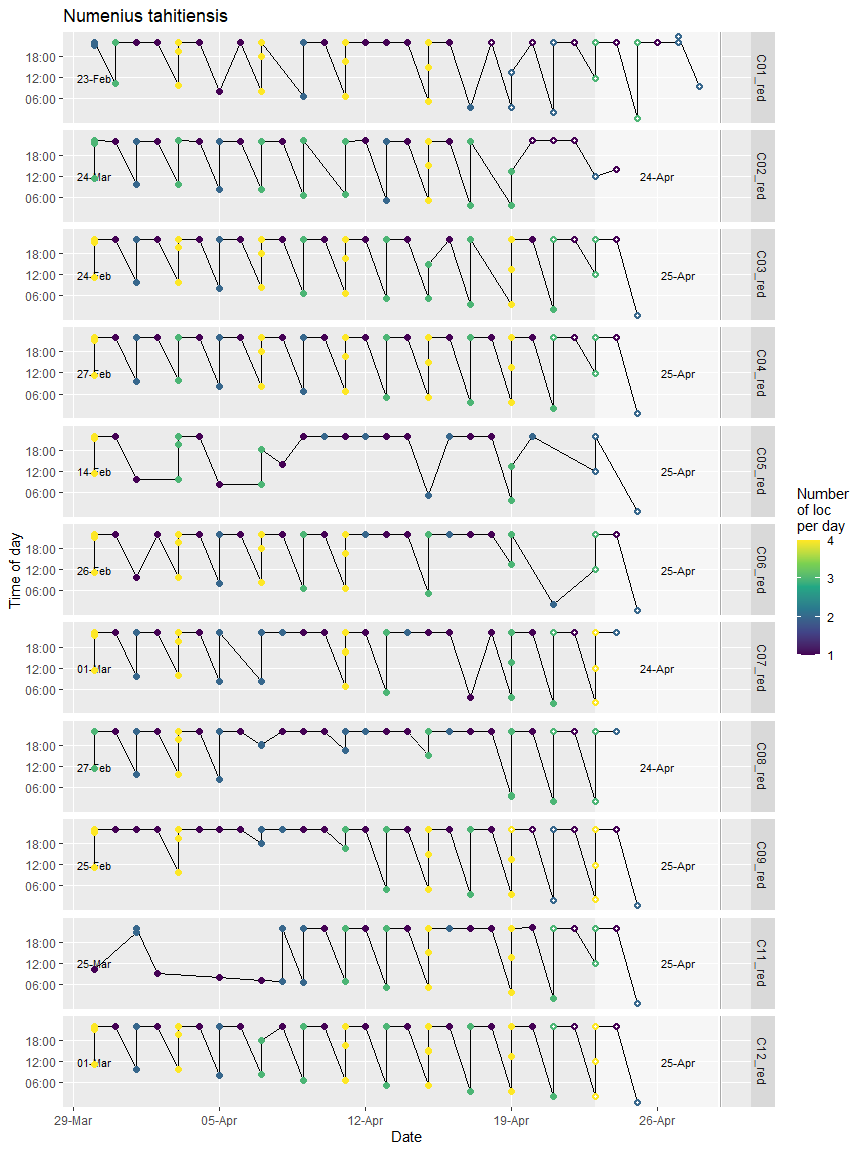 Numenius tahitiensis
18:00
12:00
06:00
23-Feb
C01_red
18:00
12:00
06:00
24-Mar
24-Apr
C02_red
18:00
12:00
06:00
24-Feb
25-Apr
C03_red
18:00
12:00
06:00
27-Feb
25-Apr
C04_red
18:00
12:00
06:00
14-Feb
25-Apr
C05_red
18:00
12:00
06:00
26-Feb
25-Apr
C06_red
18:00
12:00
06:00
01-Mar
24-Apr
C07_red
18:00
12:00
06:00
27-Feb
24-Apr
C08_red
18:00
12:00
06:00
25-Feb
25-Apr
C09_red
18:00
12:00
06:00
25-Mar
25-Apr
C11_red
18:00
12:00
06:00
01-Mar
25-Apr
C12_red
29-Mar
05-Apr
12-Apr
19-Apr
26-Apr
Date
Time of day
Number
of loc
per day
4
3
2
1